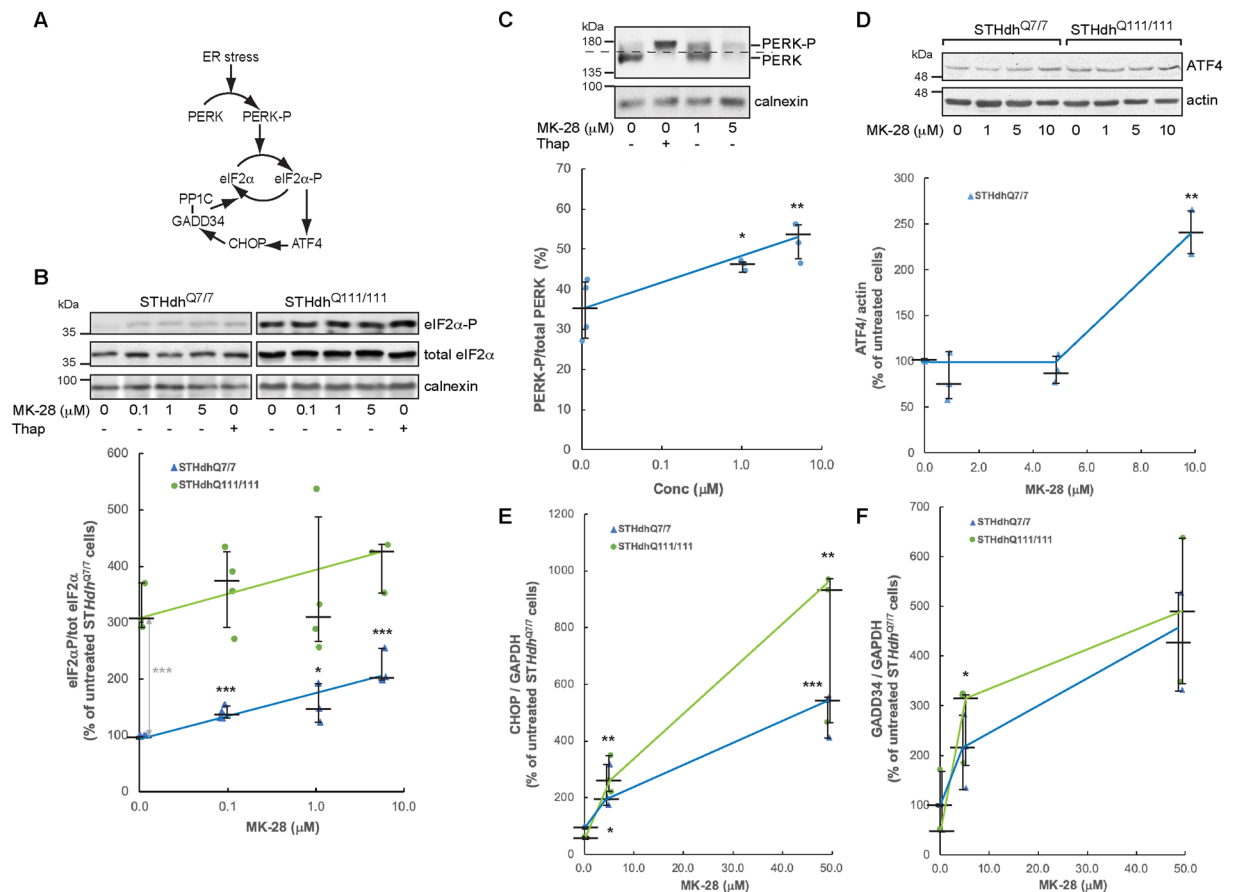 A
ER stress
PERK PERK-P
eIF2α eIF2α-P
PP1C
GADD34
CHOP ATF4
B
STHdhQ7/7 STHdhQ111/111
kDa
35 eIF2α-P
35 total eIF2α
100 calnexin
MK-28 (µM) 0 0.1 1 5 0 0 0.1 1 5 0
Thap - - - - + - - - - +
600
500
400
300
200
100
0
STHdhQ7/7
STHdhQ111/111
***
***
*
***
eIF2αP/tot eIF2α
(% of untreated STHdhQ7/7 cells)
0.0 0.1 1.0 10.0
MK-28 (µM)
C
kDa
180 PERK-P
PERK
135
100 calnexin
MK-28 (µM) 0 0 1 5
Thap - + - -
70
60
50
40
30
20
10
0
*
**
PERK-P/total PERK (%)
0.0 0.1 1.0 10.0
Conc (µM)
D
STHdhQ7/7 STHdhQ111/111
kDa
48 ATF4
48 actin
MK-28 (µM) 0 1 5 10 0 1 5 10
300
250
200
150
100
50
0
STHdhQ7/7
**
ATF4/ actin
(% of untreated cells)
0.0 2.0 4.0 6.0 8.0 10.0
MK-28 (µM)
E
1200
1000
800
600
400
200
0
STHdhQ7/7
STHdhQ111/111
**
***
**
*
CHOP / GAPDH
(% of untreated STHdhQ7/7 cells)
0.0 10.0 20.0 30.0 40.0 50.0
MK-28 (µM)
F
700
600
500
400
300
200
100
0
STHdhQ7/7
STHdhQ111/111
*
GADD34 / GAPDH
(% of untreated STHdhQ7/7 cells)
0.0 10.0 20.0 30.0 40.0 50.0
MK-28 (µM)